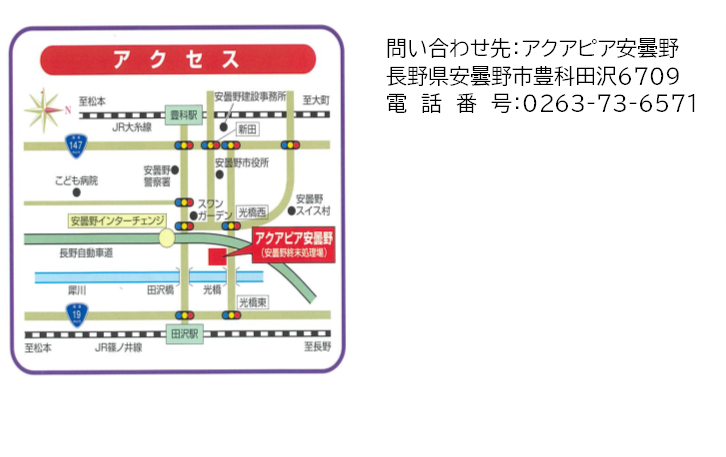 アクセス
問い合わせ先：アクアピア安曇野
長野県安曇野市豊科田沢6709
電　話　番　号：0263-73-6571
至松本
安曇野建設事務所
至大町
N
豊科駅
JR大糸線
新田
147
安曇野
警察署
安曇野市役所
こども病院
スワン
ガーデン
光橋西
安曇野
スイス村
安曇野インターチェンジ
アクアピア安曇野
（安曇野終末処理場）
長野自動車道
犀川
田沢橋
光橋
光橋東
19
田沢駅
至松本
JR篠ノ井線
至長野